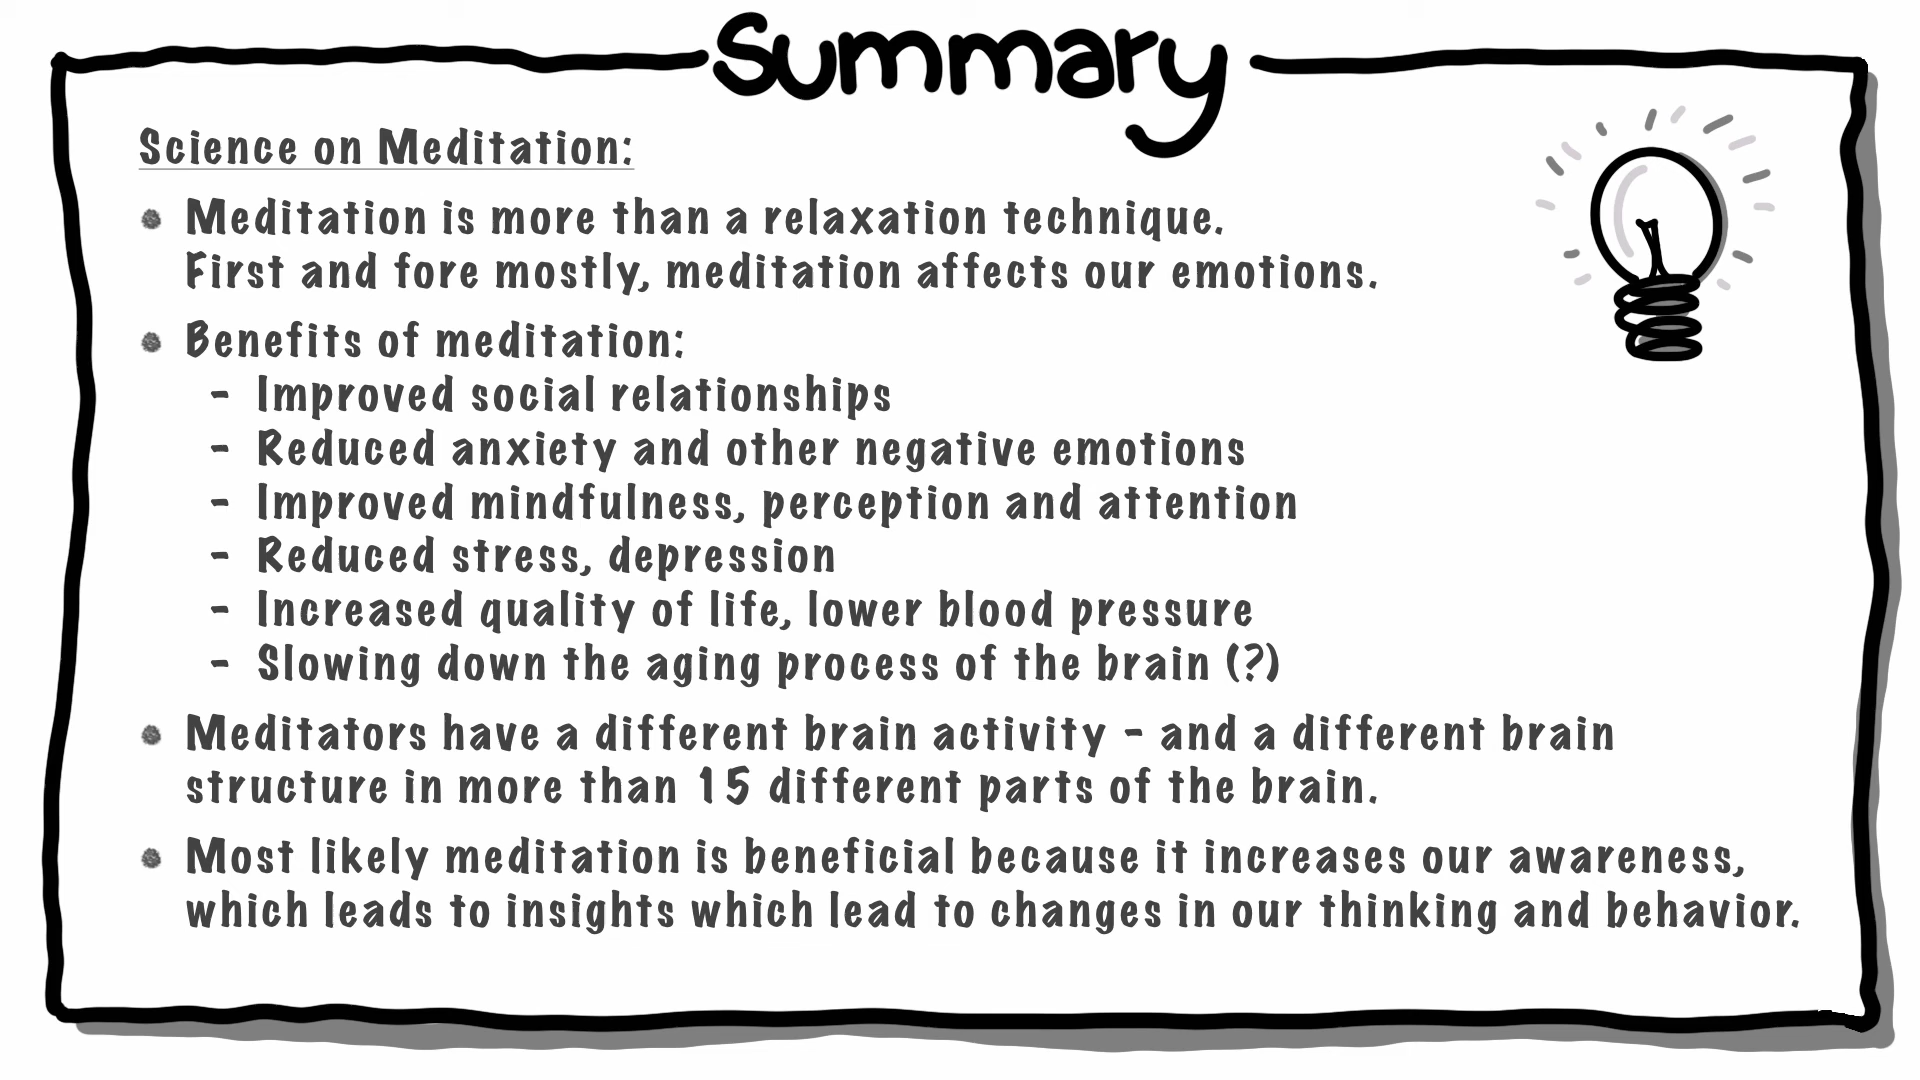 Summary
Science on Meditation:
Meditation is more than a relaxation technique.
First and fore mostly, meditation affects our emotions.
Benefits of meditation:
- Improved social relationships
- Reduced anxiety and other negative emotions
- Improved mindfulness, perception and attention
- Reduced stress, depression
- Increased quality of life, lower blood pressure
- Slowing down the aging process of the brain (?)
Meditators have a different brain activity - and a different brain
structure in more than 15 different parts of the brain.
Most likely meditation is beneficial because it increases our awareness,
which leads to insights which lead to changes in our thinking and behavior.